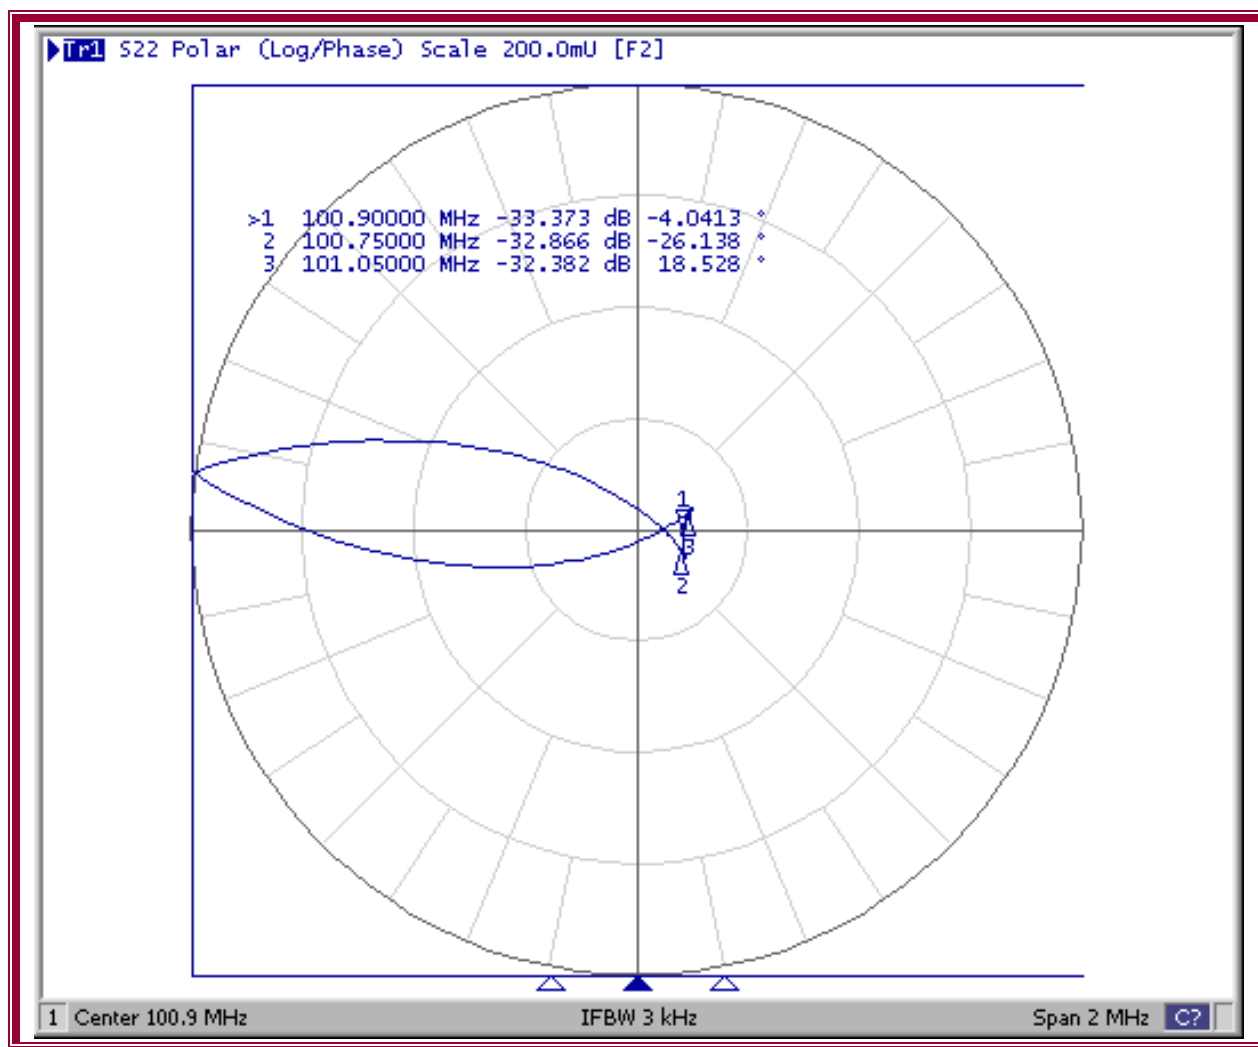 Tr1 S22 Polar (Log/Phase) Scale 200.0mU [F2]
>1 100.90000 MHz -33.373 dB -4.0413 °
2 100.75000 MHz -32.866 dB -26.138 °
3 101.05000 MHz -32.382 dB 18.528 °
1
3
2
1 Center 100.9 MHz IFBW 3 kHz Span 2 MHz C?